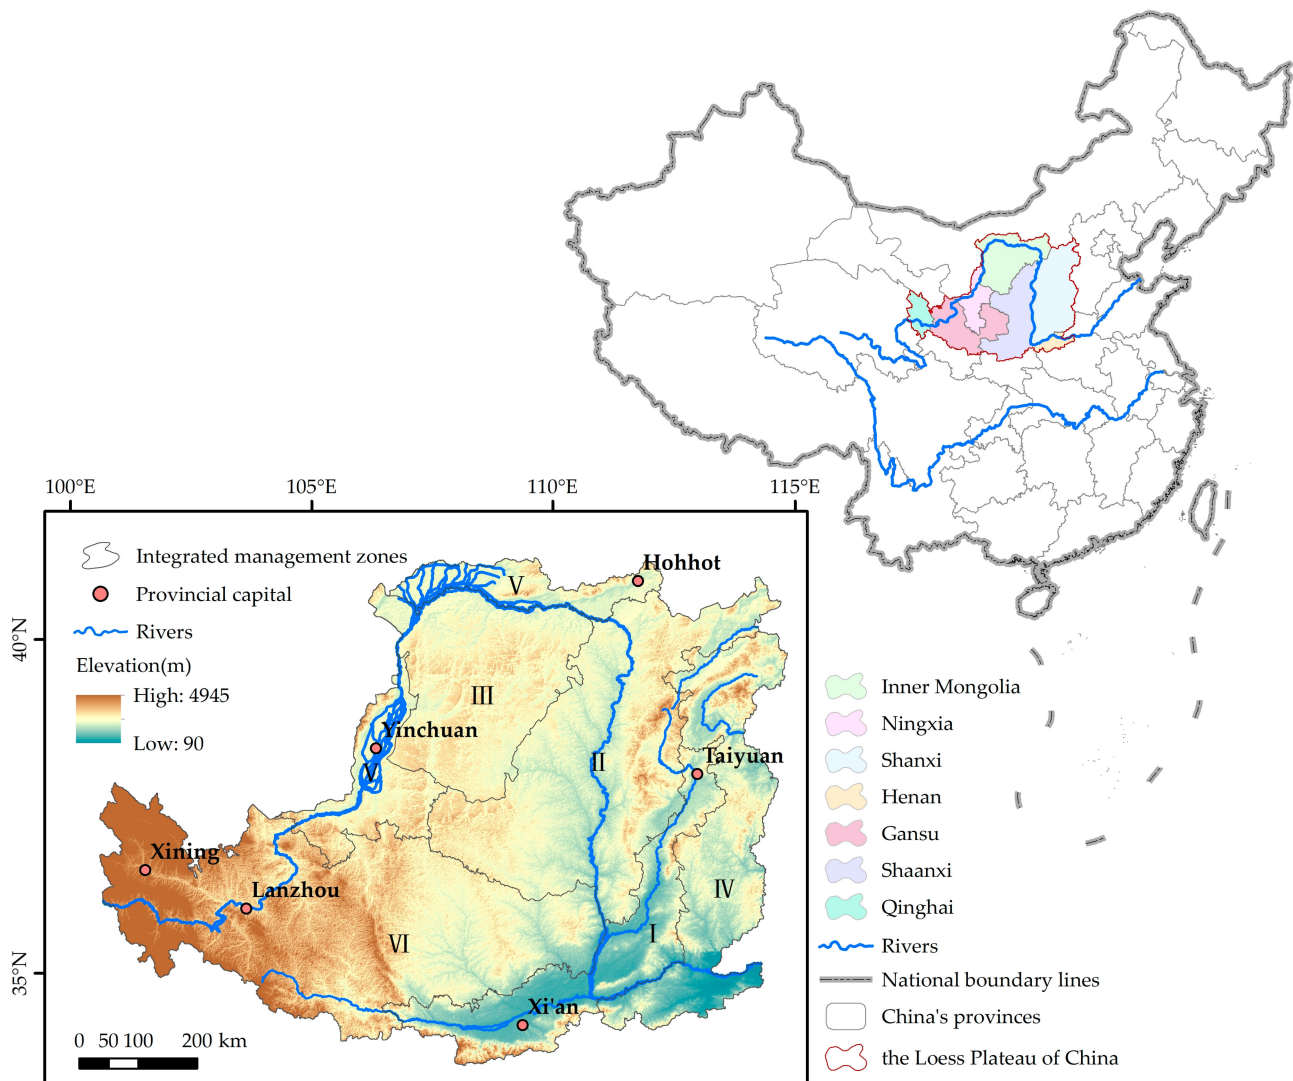 100°E
105°E
110°E
115°E
40°N
35°N
Integrated management zones
Provincial capital
Rivers
Elevation(m)
High: 4945
Low: 90
Hohhot
V
III
Yinchuan
V
II
Taiyuan
Xining
Lanzhou
IV
VI
I
Xi'an
0 50 100 200 km
Inner Mongolia
Ningxia
Shanxi
Henan
Gansu
Shaanxi
Qinghai
Rivers
National boundary lines
China's provinces
the Loess Plateau of China